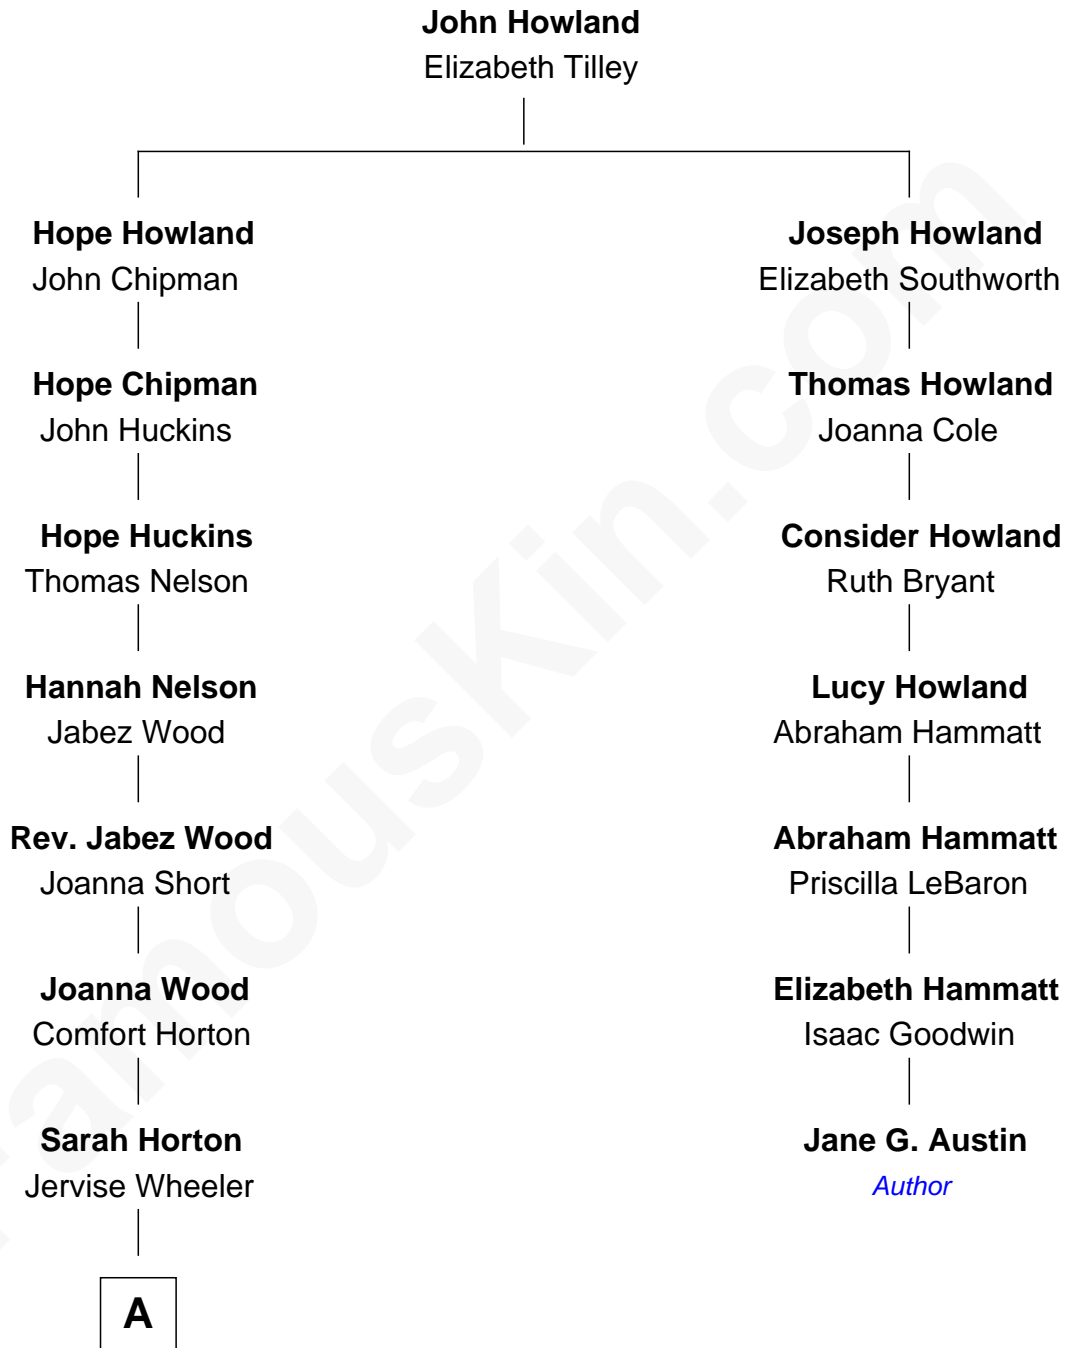 John Howland
Elizabeth Tilley
Hope Howland
John Chipman
Hope Chipman
John Huckins
Hope Huckins
Thomas Nelson
Hannah Nelson
Jabez Wood
Rev. Jabez Wood
Joanna Short
Joanna Wood
Comfort Horton
Sarah Horton
Jervise Wheeler
A
Joseph Howland
Elizabeth Southworth
Thomas Howland
Joanna Cole
Consider Howland
Ruth Bryant
Lucy Howland
Abraham Hammatt
Abraham Hammatt
Priscilla LeBaron
Elizabeth Hammatt
Isaac Goodwin
Jane G. Austin
Author
FamousKin.com